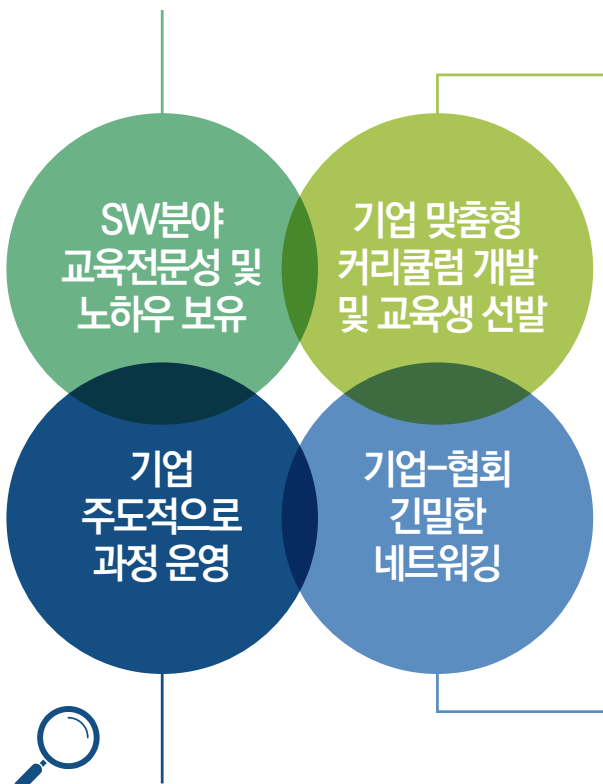 SW분야
교육전문성 및
노하우 보유
기업 맞춤형
커리큘럼 개발
및 교육생 선발
기업
주도적으로
과정 운영
기업-협회
긴밀한
네트워킹